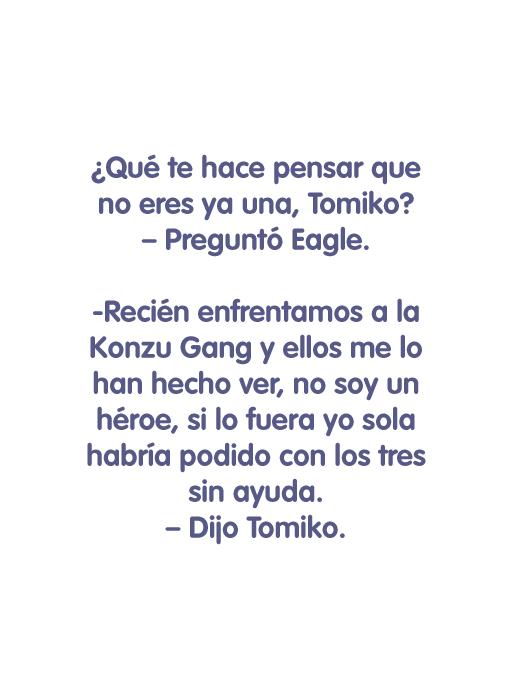 ¿Qué te hace pensar que
no eres ya una, Tomiko?
– Preguntó Eagle.
-Recién enfrentamos a la
Konzu Gang y ellos me lo
han hecho ver, no soy un
héroe, si lo fuera yo sola
habría podido con los tres
sin ayuda.
– Dijo Tomiko.